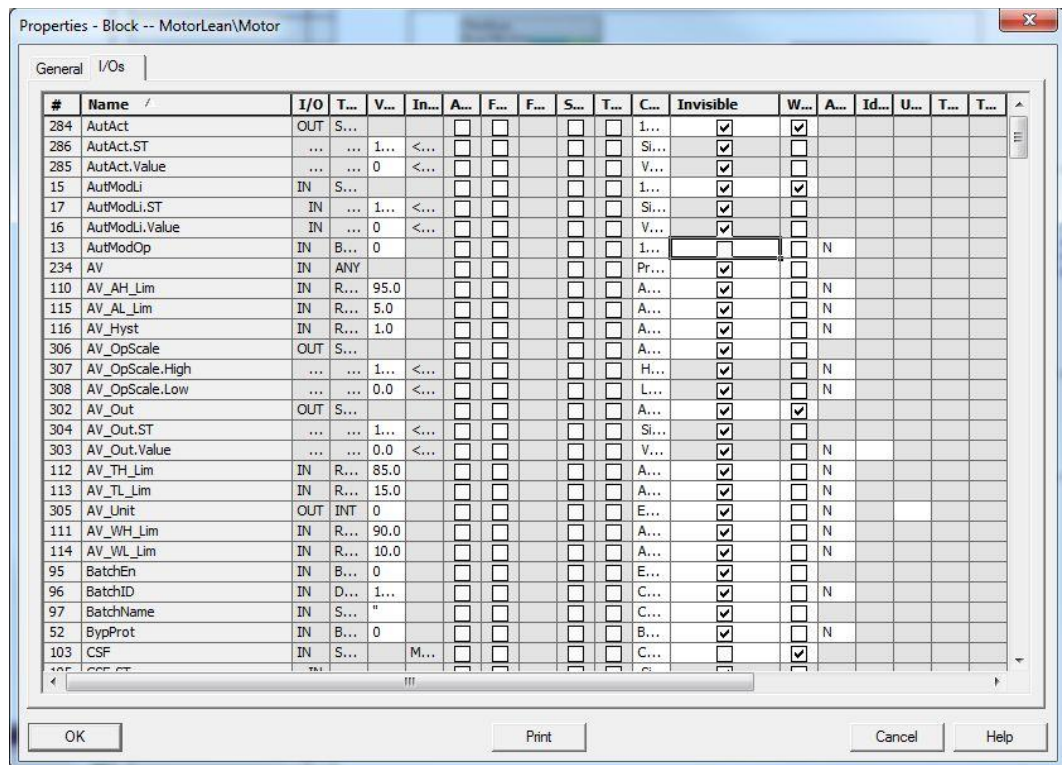 Properties - Block -- MotorLean\Motor
General I/Os
# Name I/O T... V... In... A... F... F... S... T... C... Invisible W... A... Id... U... T... T...
284 AutAct OUT S... 1...
286 AutAct.ST ... ... 1... <... Si...
285 AutAct.Value ... ... 0 <... V...
15 AutModLi IN S... 1...
17 AutModLi.ST IN ... 1... <... Si...
16 AutModLi.Value IN ... 0 <... V...
13 AutModOp IN B... 0 1... N
234 AV IN ANY Pr...
110 AV_AH_Lim IN R... 95.0 A... N
115 AV_AL_Lim IN R... 5.0 A... N
116 AV_Hyst IN R... 1.0 A... N
306 AV_OpScale OUT S... A...
307 AV_OpScale.High ... ... 1... <... H... N
308 AV_OpScale.Low ... ... 0.0 <... L... N
302 AV_Out OUT S... A...
304 AV_Out.ST ... ... 1... <... Si...
303 AV_Out.Value ... ... 0.0 <... V... N
112 AV_TH_Lim IN R... 85.0 A... N
113 AV_TL_Lim IN R... 15.0 A... N
305 AV_Unit OUT INT 0 E... N
111 AV_WH_Lim IN R... 90.0 A... N
114 AV_WL_Lim IN R... 10.0 A... N
95 BatchEn IN B... 0 E...
96 BatchID IN D... 1... C... N
97 BatchName IN S... '' C...
52 BypProt IN B... 0 B... N
103 CSF IN S... M... C...
OK Print Cancel Help